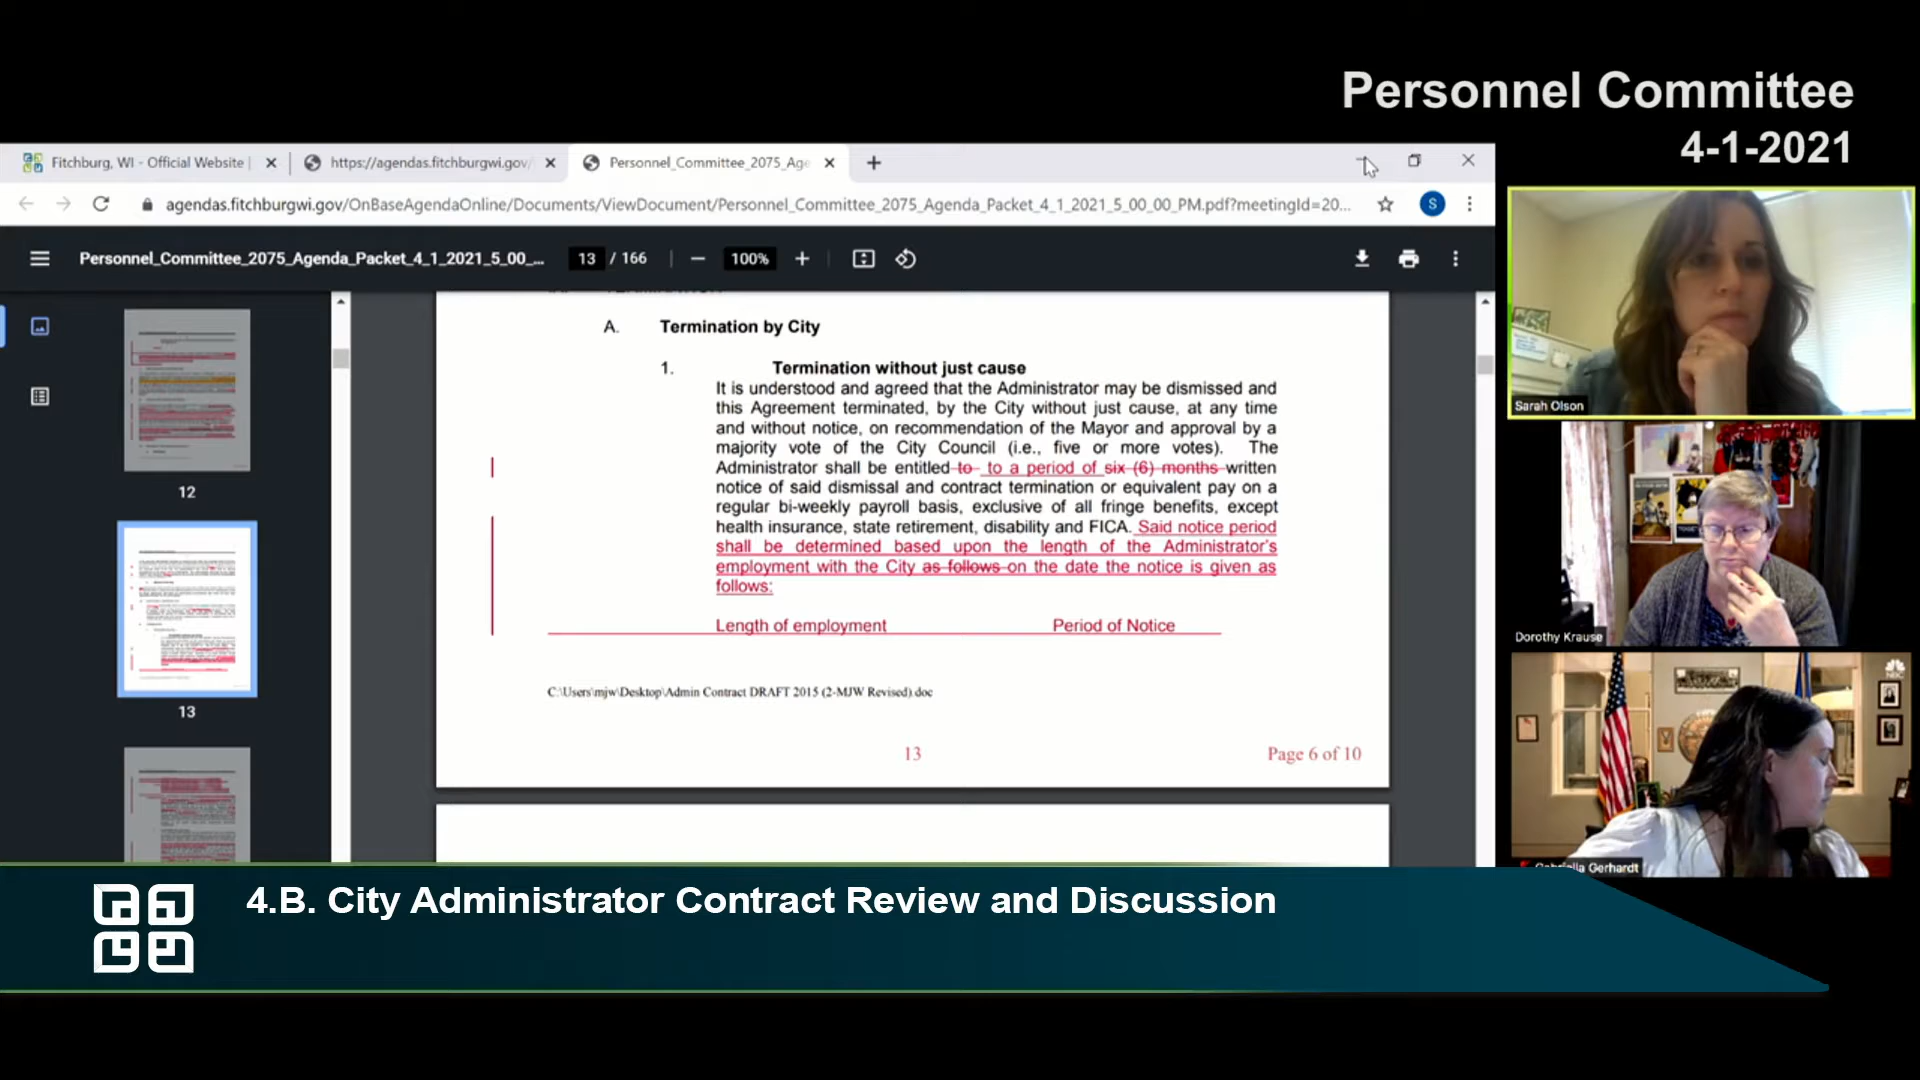 Personnel Committee
4-1-2021
Fitchburg, WI - Official Website |
https://agendas.fitchburgwi.gov/
Personnel_Committee_2075_Age
agendas.fitchburgwi.gov/OnBaseAgendaOnline/Documents/ViewDocument/Personnel_Committee_2075_Agenda_Packet_4_1_2021_5_00_00_PM.pdf?meetingId=20...
S
Personnel_Committee_2075_Agenda_Packet_4_1_2021_5_00_...
13 / 166
100%
12
13
A. Termination by City
1. Termination without just cause
It is understood and agreed that the Administrator may be dismissed and
this Agreement terminated, by the City without just cause, at any time
and without notice, on recommendation of the Mayor and approval by a
majority vote of the City Council (i.e., five or more votes). The
Administrator shall be entitled to to a period of six (6) months written
notice of said dismissal and contract termination or equivalent pay on a
regular bi-weekly payroll basis, exclusive of all fringe benefits, except
health insurance, state retirement, disability and FICA. Said notice period
shall be determined based upon the length of the Administrator's
employment with the City as follows on the date the notice is given as
follows:
Length of employment Period of Notice
C:\Users\mjw\Desktop\Admin Contract DRAFT 2015 (2-MJW Revised).doc
13
Page 6 of 10
Sarah Olson
Dorothy Krause
NBC
Gabriella Gerhardt
4.B. City Administrator Contract Review and Discussion